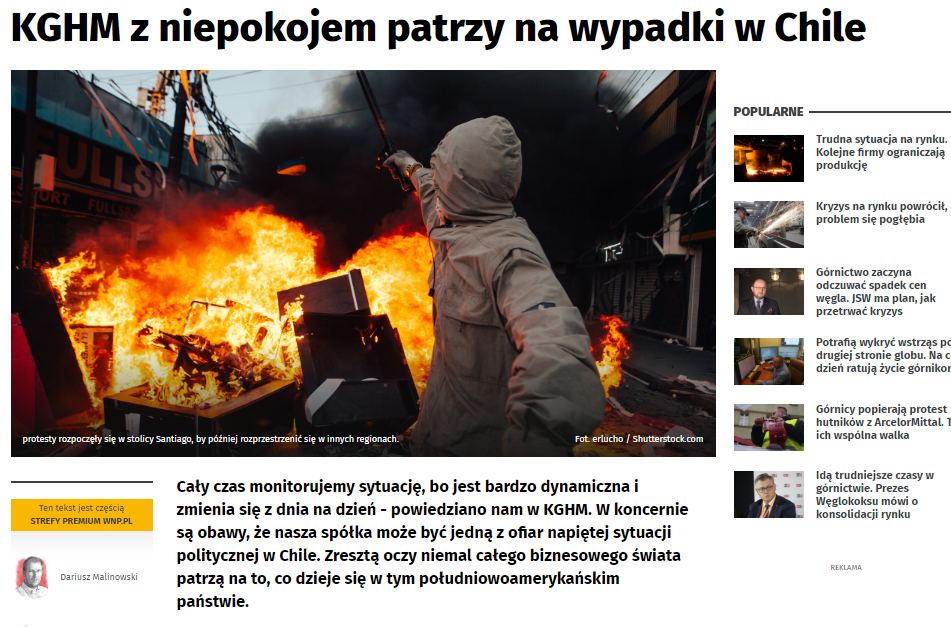 KGHM z niepokojem patrzy na wypadki w Chile
FULLS
PORT FULLSP
protesty rozpoczęły się w stolicy Santiago, by później rozprzestrzenić się w innych regionach.
Fot. erlucho / Shutterstock.com
Ten tekst jest częścią
STREFY PREMIUM WNP.PL
Dariusz Malinowski
Cały czas monitorujemy sytuację, bo jest bardzo dynamiczna i
zmienia się z dnia na dzień - powiedziano nam w KGHM. W koncernie
są obawy, że nasza spółka może być jedną z ofiar napiętej sytuacji
politycznej w Chile. Zresztą oczy niemal całego biznesowego świata
patrzą na to, co dzieje się w tym południowoamerykańskim
państwie.
POPULARNE
Trudna sytuacja na rynku.
Kolejne firmy ograniczają
produkcję
Kryzys na rynku powrócił,
problem się pogłębia
Górnictwo zaczyna
odczuwać spadek cen
węgla. JSW ma plan, jak
przetrwać kryzys
Potrafią wykryć wstrząs po
drugiej stronie globu. Na c
dzień ratują życie górnikor
Górnicy popierają protest
hutników z ArcelorMittal. T
ich wspólna walka
Idą trudniejsze czasy w
górnictwie. Prezes
Węglokoksu mówi o
konsolidacji rynku
REKLAMA